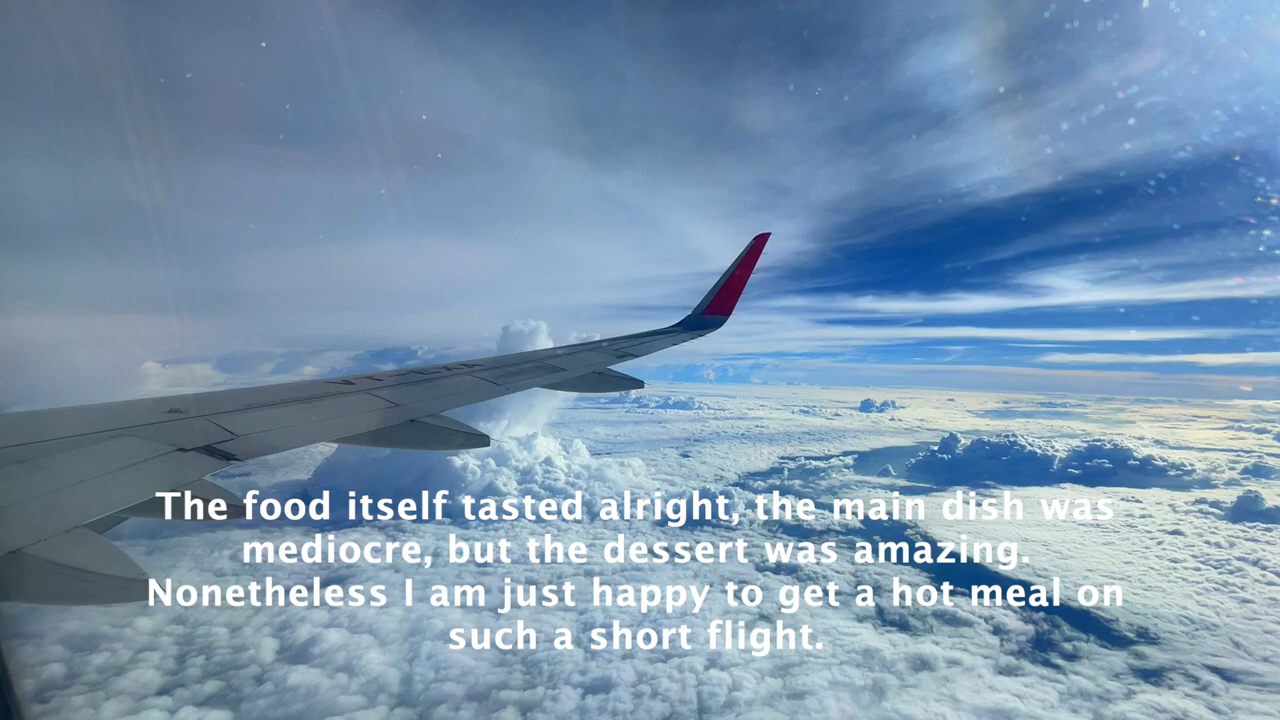 The food itself tasted alright, the main dish was
mediocre, but the dessert was amazing.
Nonetheless I am just happy to get a hot meal on
such a short flight.